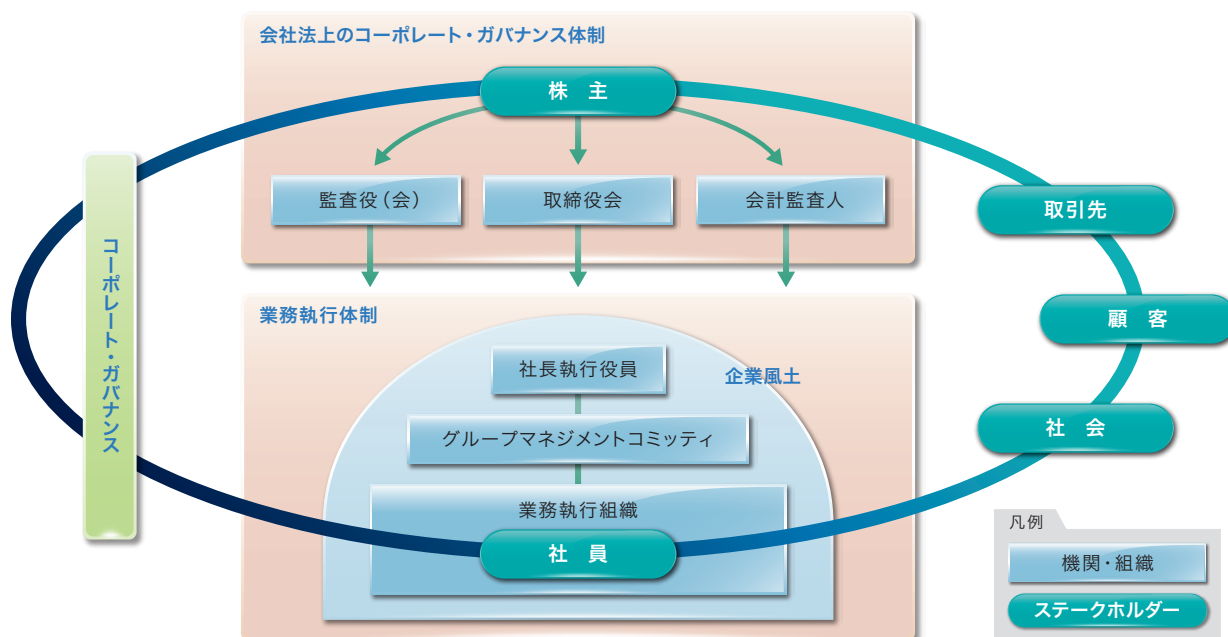 会社法上のコーポレート・ガバナンス体制
株 主
監査役（会）
取締役会
会計監査人
取引先
顧 客
社 会
コーポレート・ガバナンス
業務執行体制
社長執行役員
企業風土
グループマネジメントコミッティ
業務執行組織
社 員
凡例
機関・組織
ステークホルダー